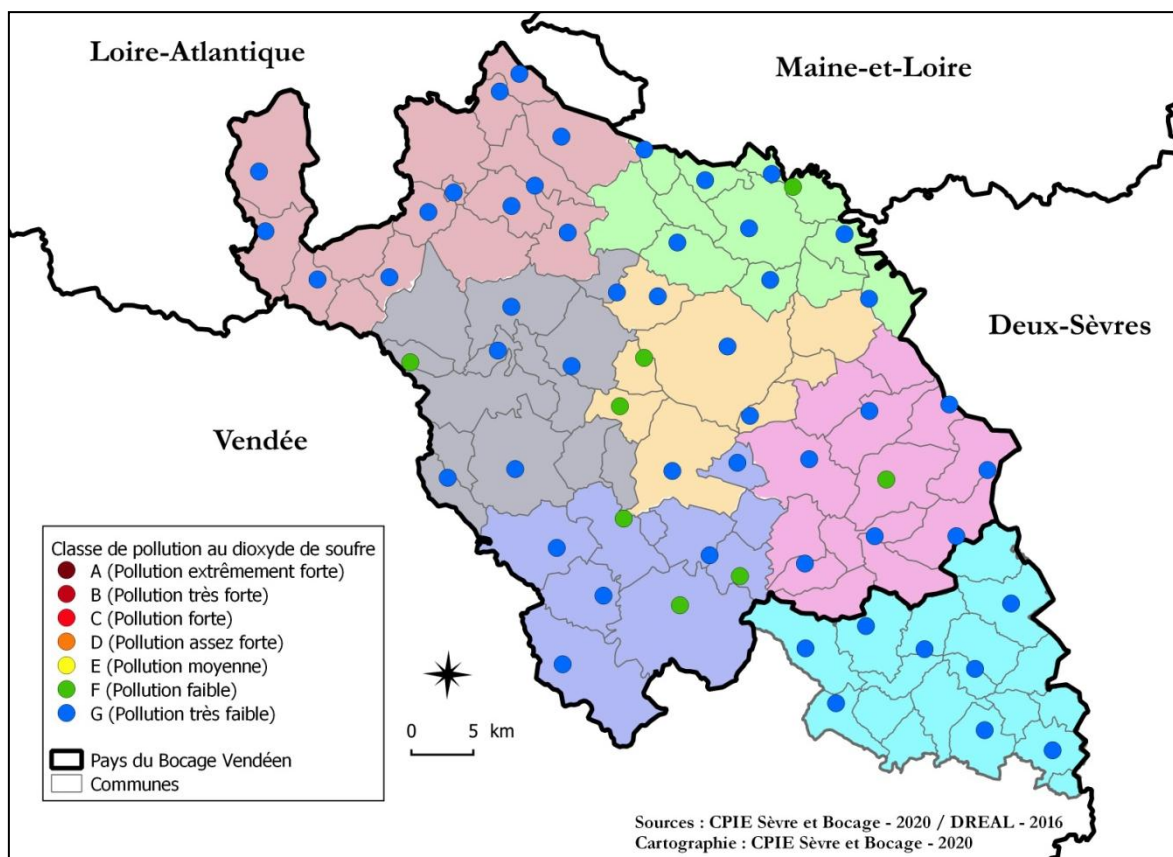 Loire-Atlantique
Maine-et-Loire
Deux-Sèvres
Vendée
Classe de pollution au dioxyde de soufre
A (Pollution extrêmement forte)
B (Pollution très forte)
C (Pollution forte)
D (Pollution assez forte)
E (Pollution moyenne)
F (Pollution faible)
G (Pollution très faible)
Pays du Bocage Vendéen
Communes
0 5 km
Sources : CPIE Sèvre et Bocage - 2020 / DREAL - 2016
Cartographie : CPIE Sèvre et Bocage - 2020